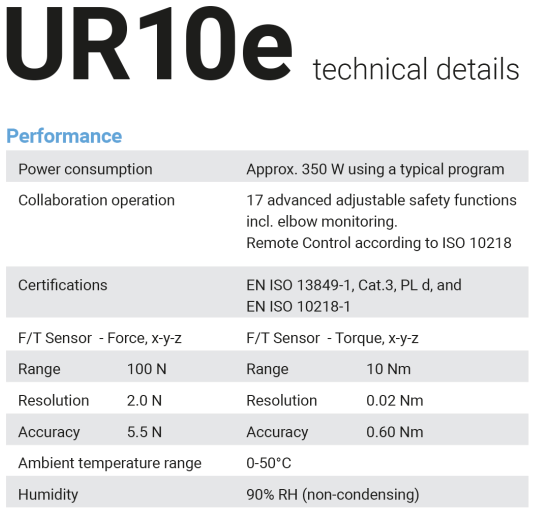 UR10e technical details
Performance
Power consumption Approx. 350 W using a typical program
Collaboration operation 17 advanced adjustable safety functions
incl. elbow monitoring.
Remote Control according to ISO 10218
Certifications EN ISO 13849-1, Cat.3, PL d, and
EN ISO 10218-1
F/T Sensor - Force, x-y-z F/T Sensor - Torque, x-y-z
Range 100 N Range 10 Nm
Resolution 2.0 N Resolution 0.02 Nm
Accuracy 5.5 N Accuracy 0.60 Nm
Ambient temperature range 0-50°C
Humidity 90% RH (non-condensing)